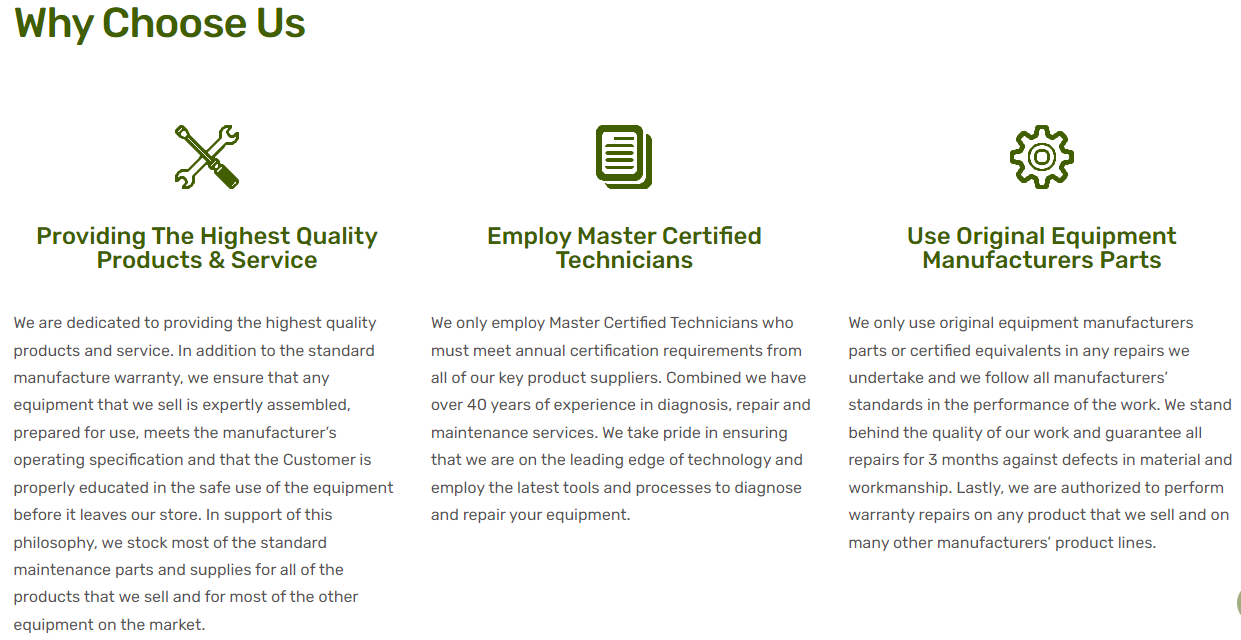 Why Choose Us
Providing The Highest Quality
Products & Service
We are dedicated to providing the highest quality
products and service. In addition to the standard
manufacture warranty, we ensure that any
equipment that we sell is expertly assembled,
prepared for use, meets the manufacturer’s
operating specification and that the Customer is
properly educated in the safe use of the equipment
before it leaves our store. In support of this
philosophy, we stock most of the standard
maintenance parts and supplies for all of the
products that we sell and for most of the other
equipment on the market.
Employ Master Certified
Technicians
We only employ Master Certified Technicians who
must meet annual certification requirements from
all of our key product suppliers. Combined we have
over 40 years of experience in diagnosis, repair and
maintenance services. We take pride in ensuring
that we are on the leading edge of technology and
employ the latest tools and processes to diagnose
and repair your equipment.
Use Original Equipment
Manufacturers Parts
We only use original equipment manufacturers
parts or certified equivalents in any repairs we
undertake and we follow all manufacturers’
standards in the performance of the work. We stand
behind the quality of our work and guarantee all
repairs for 3 months against defects in material and
workmanship. Lastly, we are authorized to perform
warranty repairs on any product that we sell and on
many other manufacturers’ product lines.